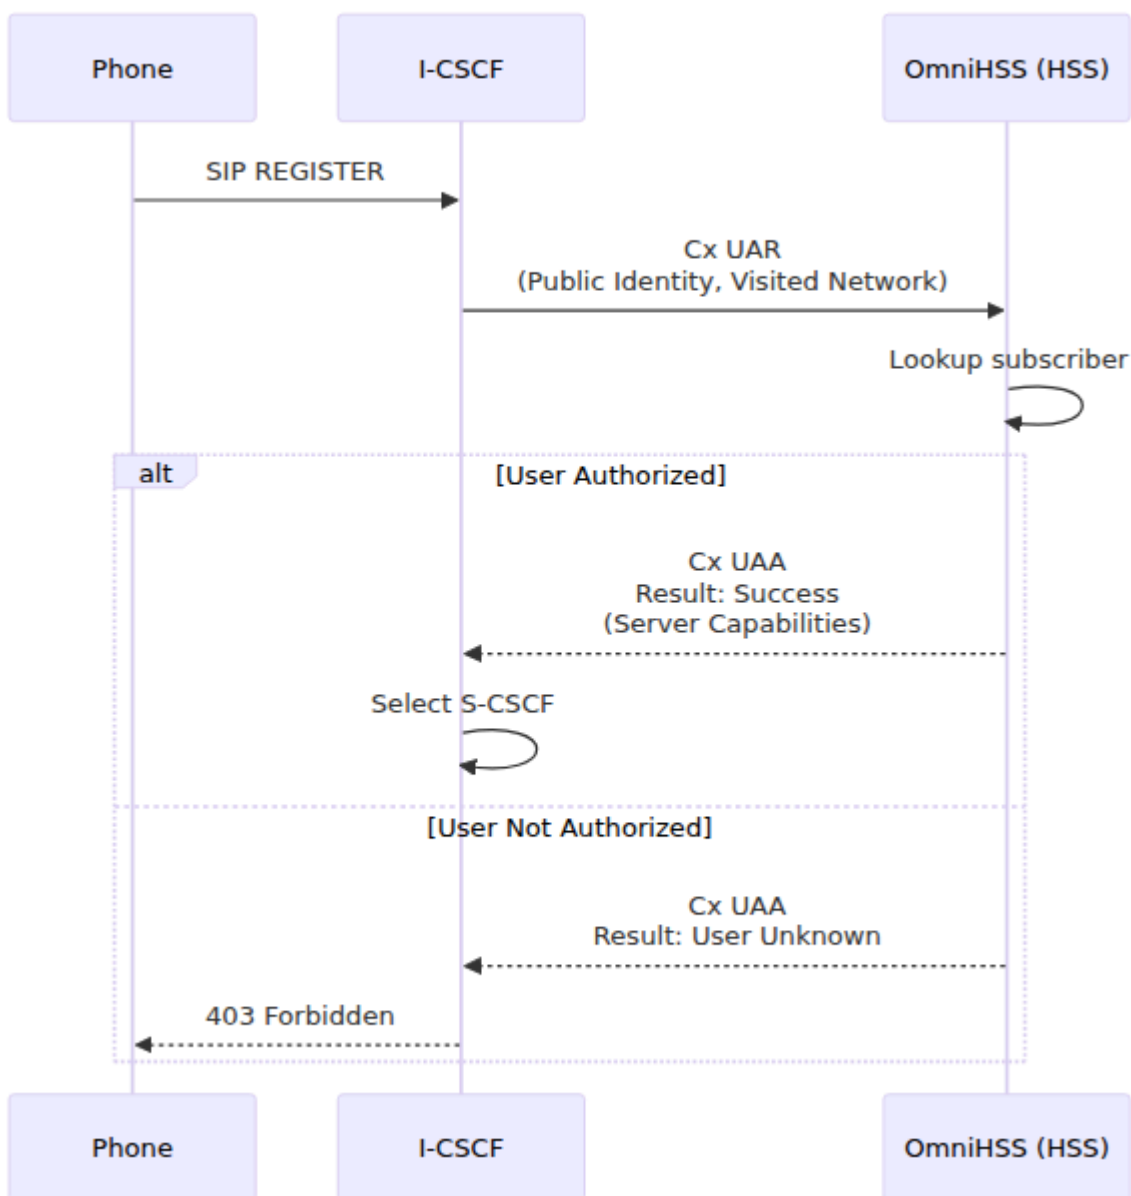 Phone
I-CSCF
OmniHSS (HSS)
SIP REGISTER
Cx UAR
(Public Identity, Visited Network)
Lookup subscriber
alt
[User Authorized]
Cx UAA
Result: Success
(Server Capabilities)
Select S-CSCF
[User Not Authorized]
Cx UAA
Result: User Unknown
403 Forbidden
Phone
I-CSCF
OmniHSS (HSS)